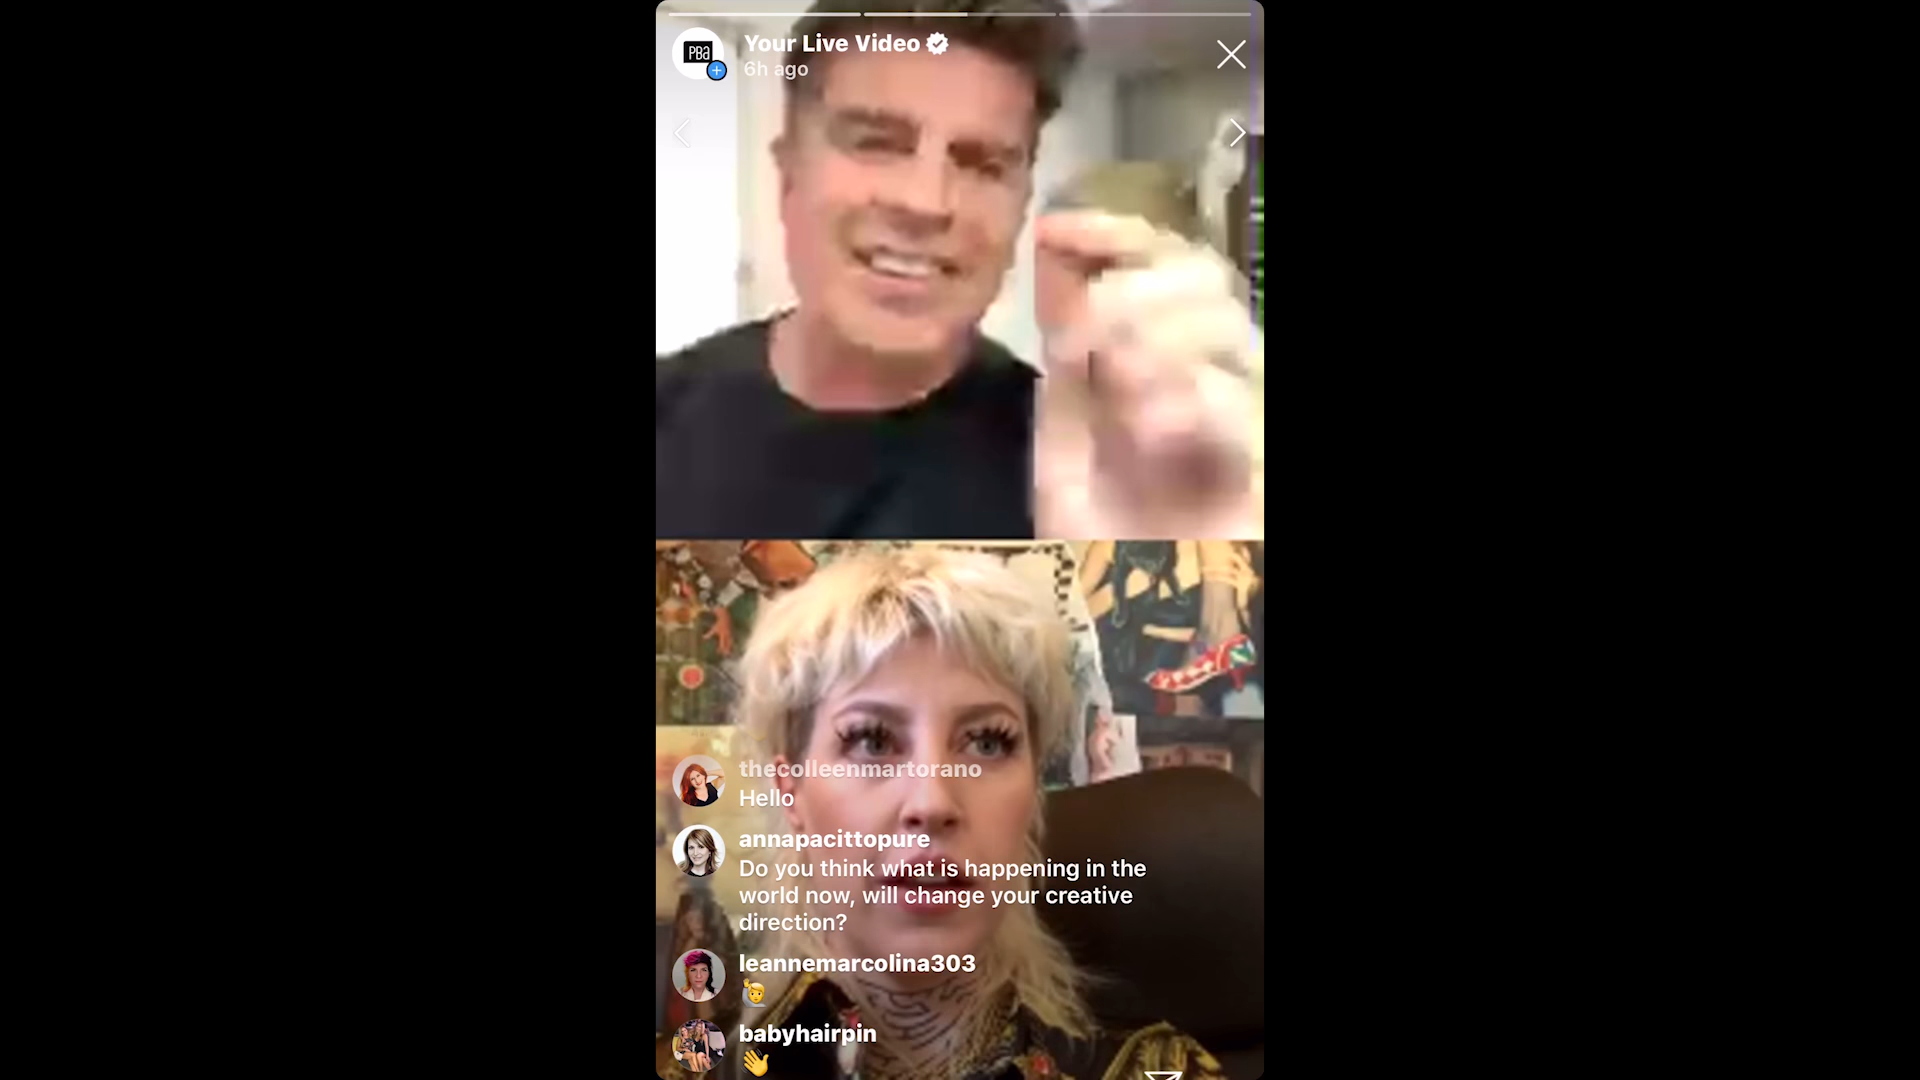 PBa
Your Live Video
6h ago
thecolleenmartorano
Hello
annapacittopure
Do you think what is happening in the
world now, will change your creative
direction?
leannemarcolina303
🙋
babyhairpin
👋